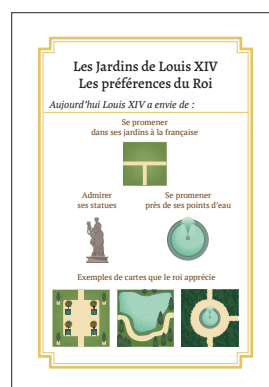 Les Jardins de Louis XIV
Les préférences du Roi
Aujourd'hui Louis XIV a envie de :
Se promener
dans ses jardins à la française
Admirer
ses statues
Se promener
près de ses points d'eau
Exemples de cartes que le roi apprécie